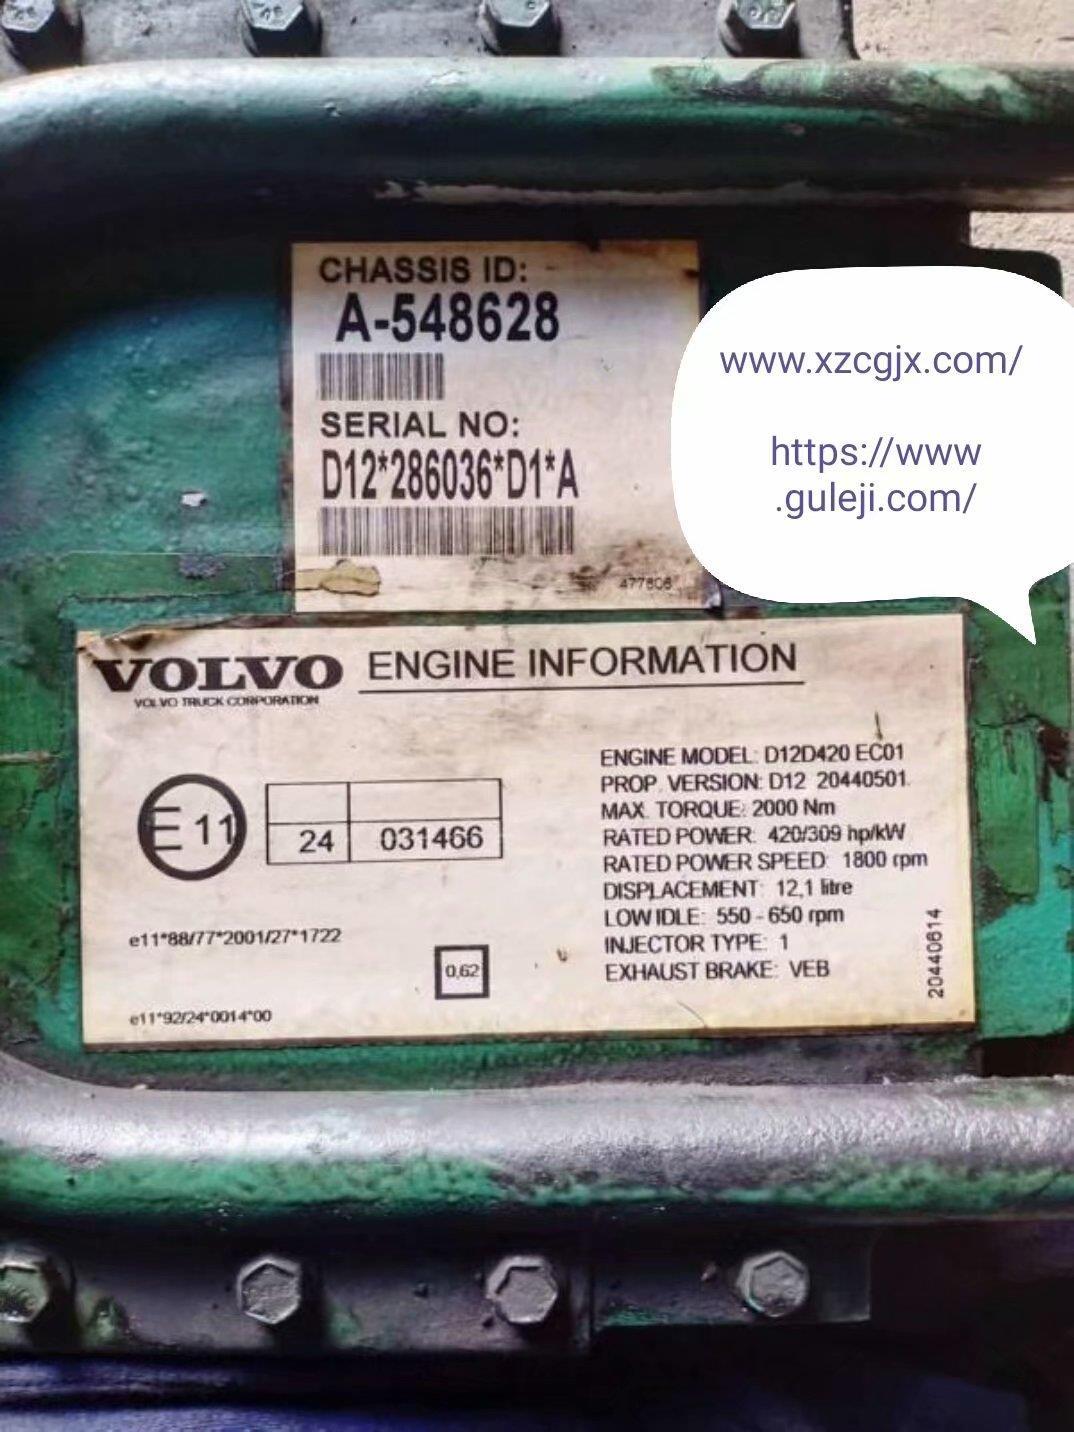 CHASSIS ID:
A-548628
SERIAL NO:
D12*286036*D1*A
477606
www.xzcgjx.com/
https://www
.guleji.com/
VOLVO
VOLVO TRUCK CORPORATION
ENGINE INFORMATION
E 11
24 031466
e11*88/77*2001/27*1722
0,62
e11*92/24*0014*00
ENGINE MODEL: D12D420 EC01
PROP. VERSION: D12 20440501
MAX. TORQUE: 2000 Nm
RATED POWER: 420/309 hp/kW
RATED POWER SPEED: 1800 rpm
DISPLACEMENT: 12,1 litre
LOW IDLE: 550 - 650 rpm
INJECTOR TYPE: 1
EXHAUST BRAKE: VEB
20440614